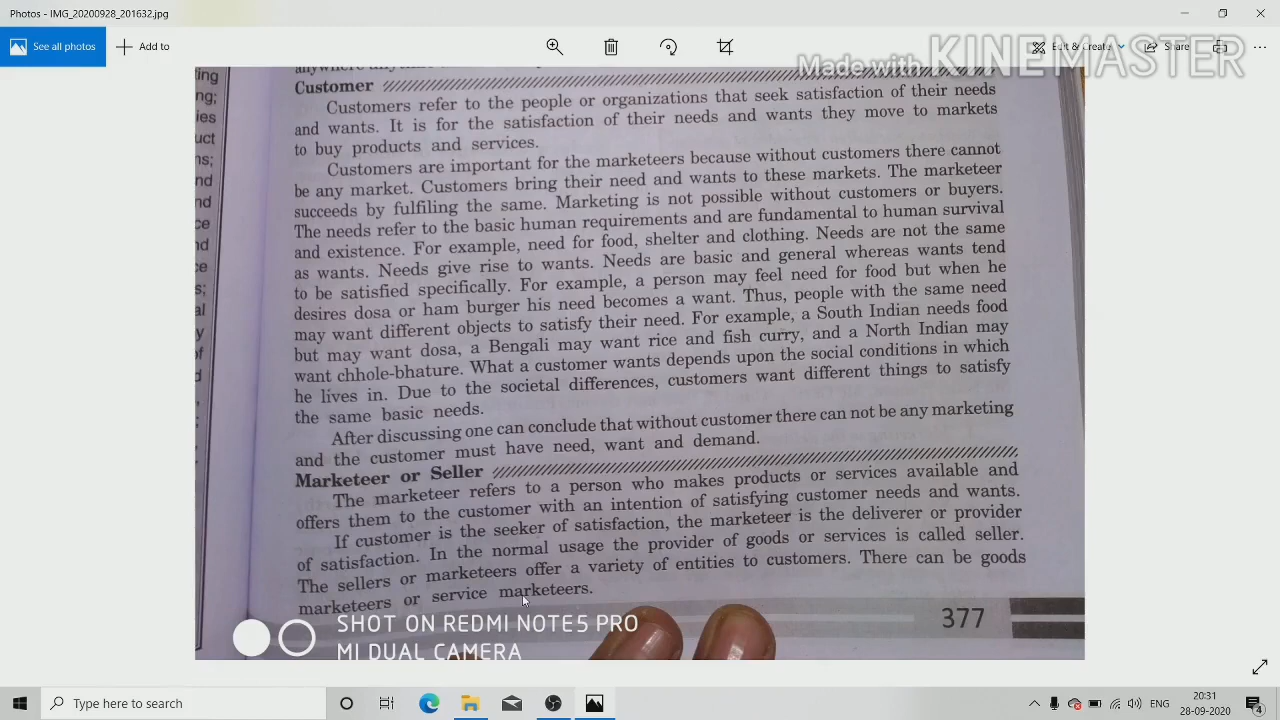 Photos - IMG_20200928_201632.jpg
See all photos
Add to
Edit & Create
Share
Made with KINEMASTER
ting
ng;
ies
uct
ns;
nd
nd
ce
nd
ce
s;
al
y
of
d
Customer
Customers refer to the people or organizations that seek satisfaction of their needs
and wants. It is for the satisfaction of their needs and wants they move to markets
to buy products and services.
Customers are important for the marketeers because without customers there cannot
be any market. Customers bring their need and wants to these markets. The marketeer
succeeds by fulfiling the same. Marketing is not possible without customers or buyers.
The needs refer to the basic human requirements and are fundamental to human survival
and existence. For example, need for food, shelter and clothing. Needs are not the same
as wants. Needs give rise to wants. Needs are basic and general whereas wants tend
to be satisfied specifically. For example, a person may feel need for food but when he
desires dosa or ham burger his need becomes a want. Thus, people with the same need
may want different objects to satisfy their need. For example, a South Indian needs food
but may want dosa, a Bengali may want rice and fish curry, and a North Indian may
want chhole-bhature. What a customer wants depends upon the social conditions in which
he lives in. Due to the societal differences, customers want different things to satisfy
the same basic needs.
After discussing one can conclude that without customer there can not be any marketing
and the customer must have need, want and demand.
Marketeer or Seller
The marketeer refers to a person who makes products or services available and
offers them to the customer with an intention of satisfying customer needs and wants.
If customer is the seeker of satisfaction, the marketeer is the deliverer or provider
of satisfaction. In the normal usage the provider of goods or services is called seller.
The sellers or marketeers offer a variety of entities to customers. There can be goods
marketeers or service marketeers.
377
SHOT ON REDMI NOTE5 PRO
MI DUAL CAMERA
Type here to search
ENG
20:31
28-09-2020
4